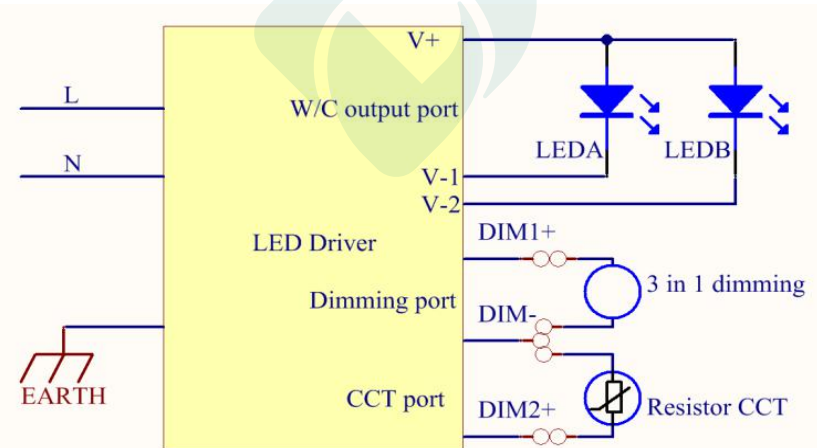 V+
L
W/C output port
LEDA
LEDB
N
V-1
V-2
DIM1+
LED Driver
3 in 1 dimming
Dimming port
DIM-
EARTH
CCT port
DIM2+
Resistor CCT